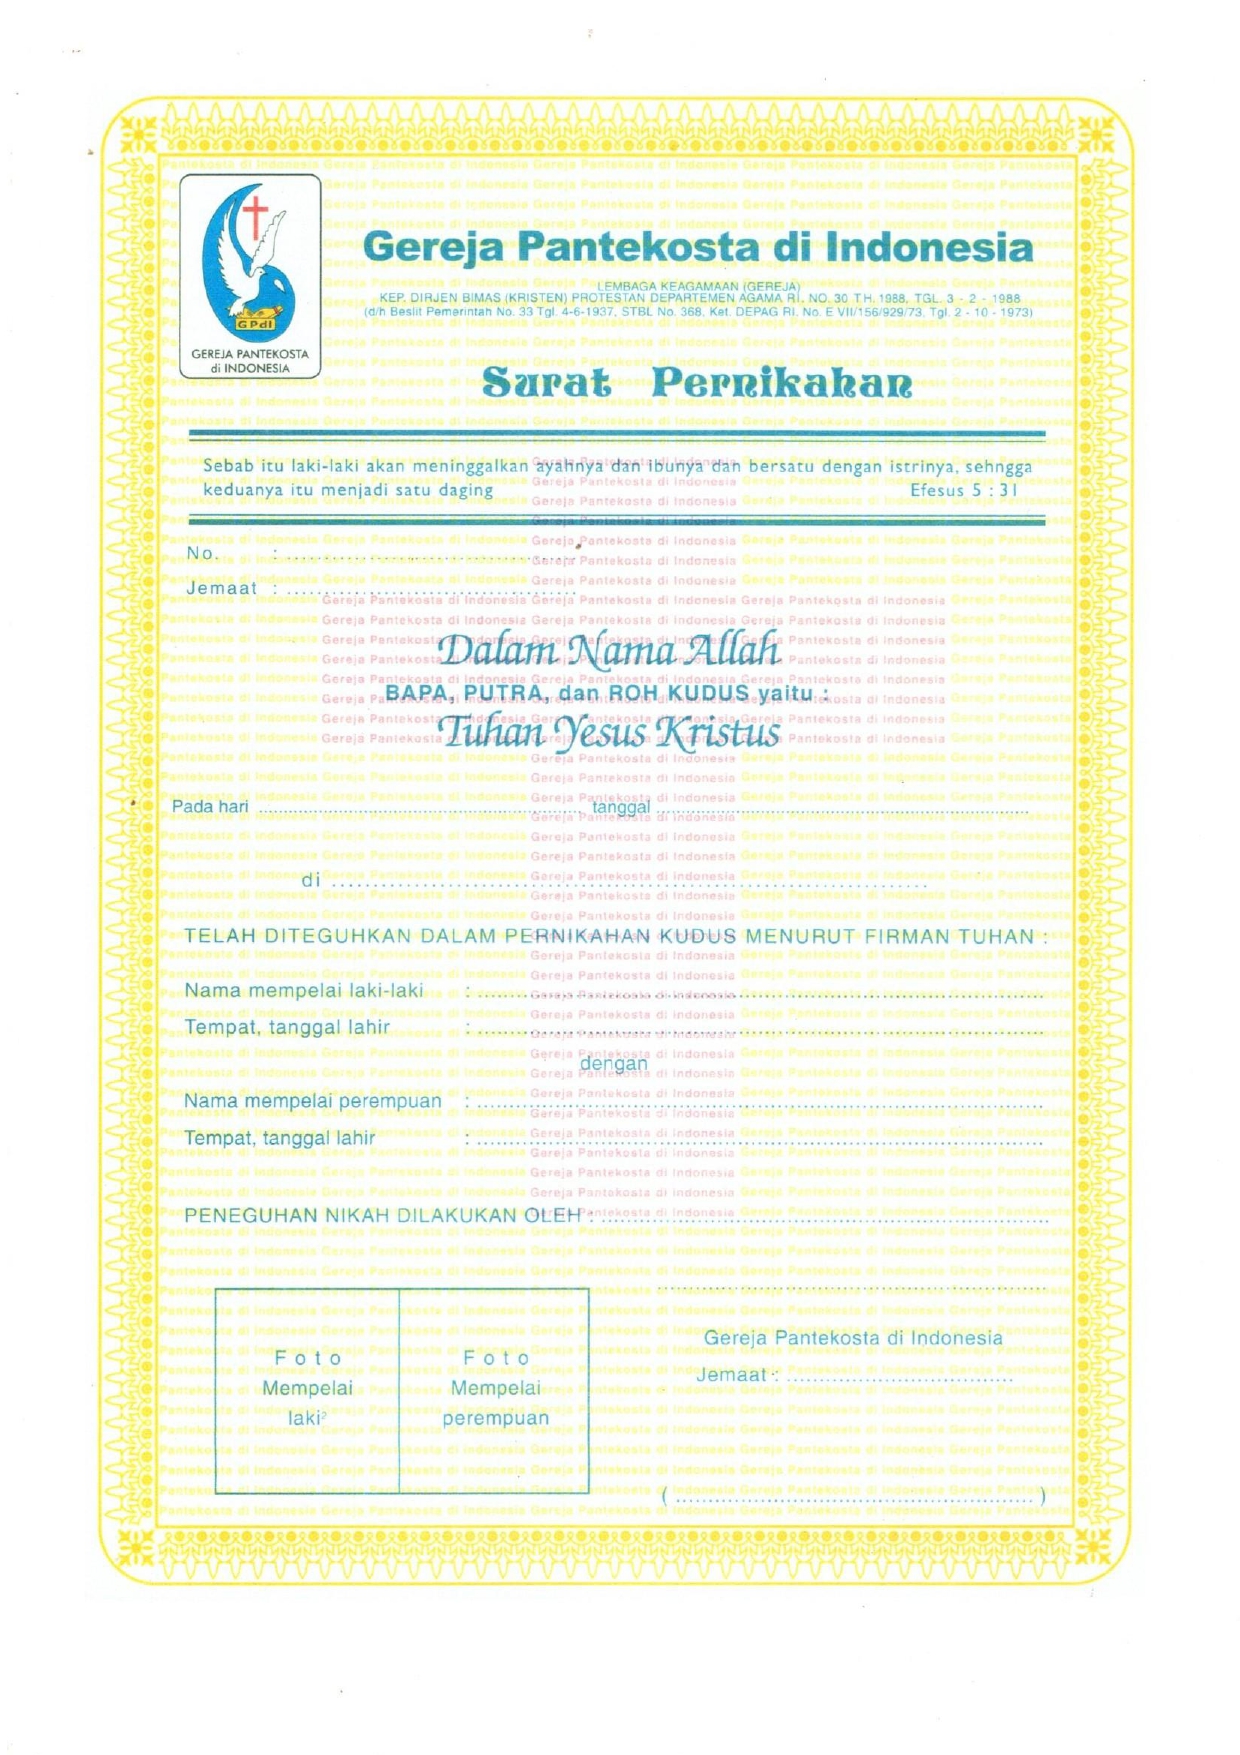 GPdI
GEREJA PANTEKOSTA
di INDONESIA
Gereja Pantekosta di Indonesia
LEMBAGA KEAGAMAAN (GEREJA)
KEP. DIRJEN BIMAS (KRISTEN) PROTESTAN DEPARTEMEN AGAMA RI. NO. 30 TH. 1988, TGL. 3 - 2 - 1988
(d/h Beslit Pemerintah No. 33 Tgl. 4-6-1937, STBL No. 368, Ket. DEPAG RI. No. E VII/156/929/73, Tgl. 2 - 10 - 1973)
Surat Pernikahan
Sebab itu laki-laki akan meninggalkan ayahnya dan ibunya dan bersatu dengan istrinya, sehngga
keduanya itu menjadi satu daging Efesus 5 : 31
No. : ..................................................
Jemaat : ..................................................
Dalam Nama Allah
BAPA, PUTRA, dan ROH KUDUS yaitu :
Tuhan Yesus Kristus
Pada hari .................................................. , tanggal ..................................................
di ..................................................
TELAH DITEGUHKAN DALAM PERNIKAHAN KUDUS MENURUT FIRMAN TUHAN :
Nama mempelai laki-laki : ..................................................
Tempat, tanggal lahir : ..................................................
dengan
Nama mempelai perempuan : ..................................................
Tempat, tanggal lahir : ..................................................
PENEGUHAN NIKAH DILAKUKAN OLEH : ..................................................
Gereja Pantekosta di Indonesia
Jemaat : ..................................................
Foto
Mempelai
laki²
Foto
Mempelai
perempuan
( .................................................. )